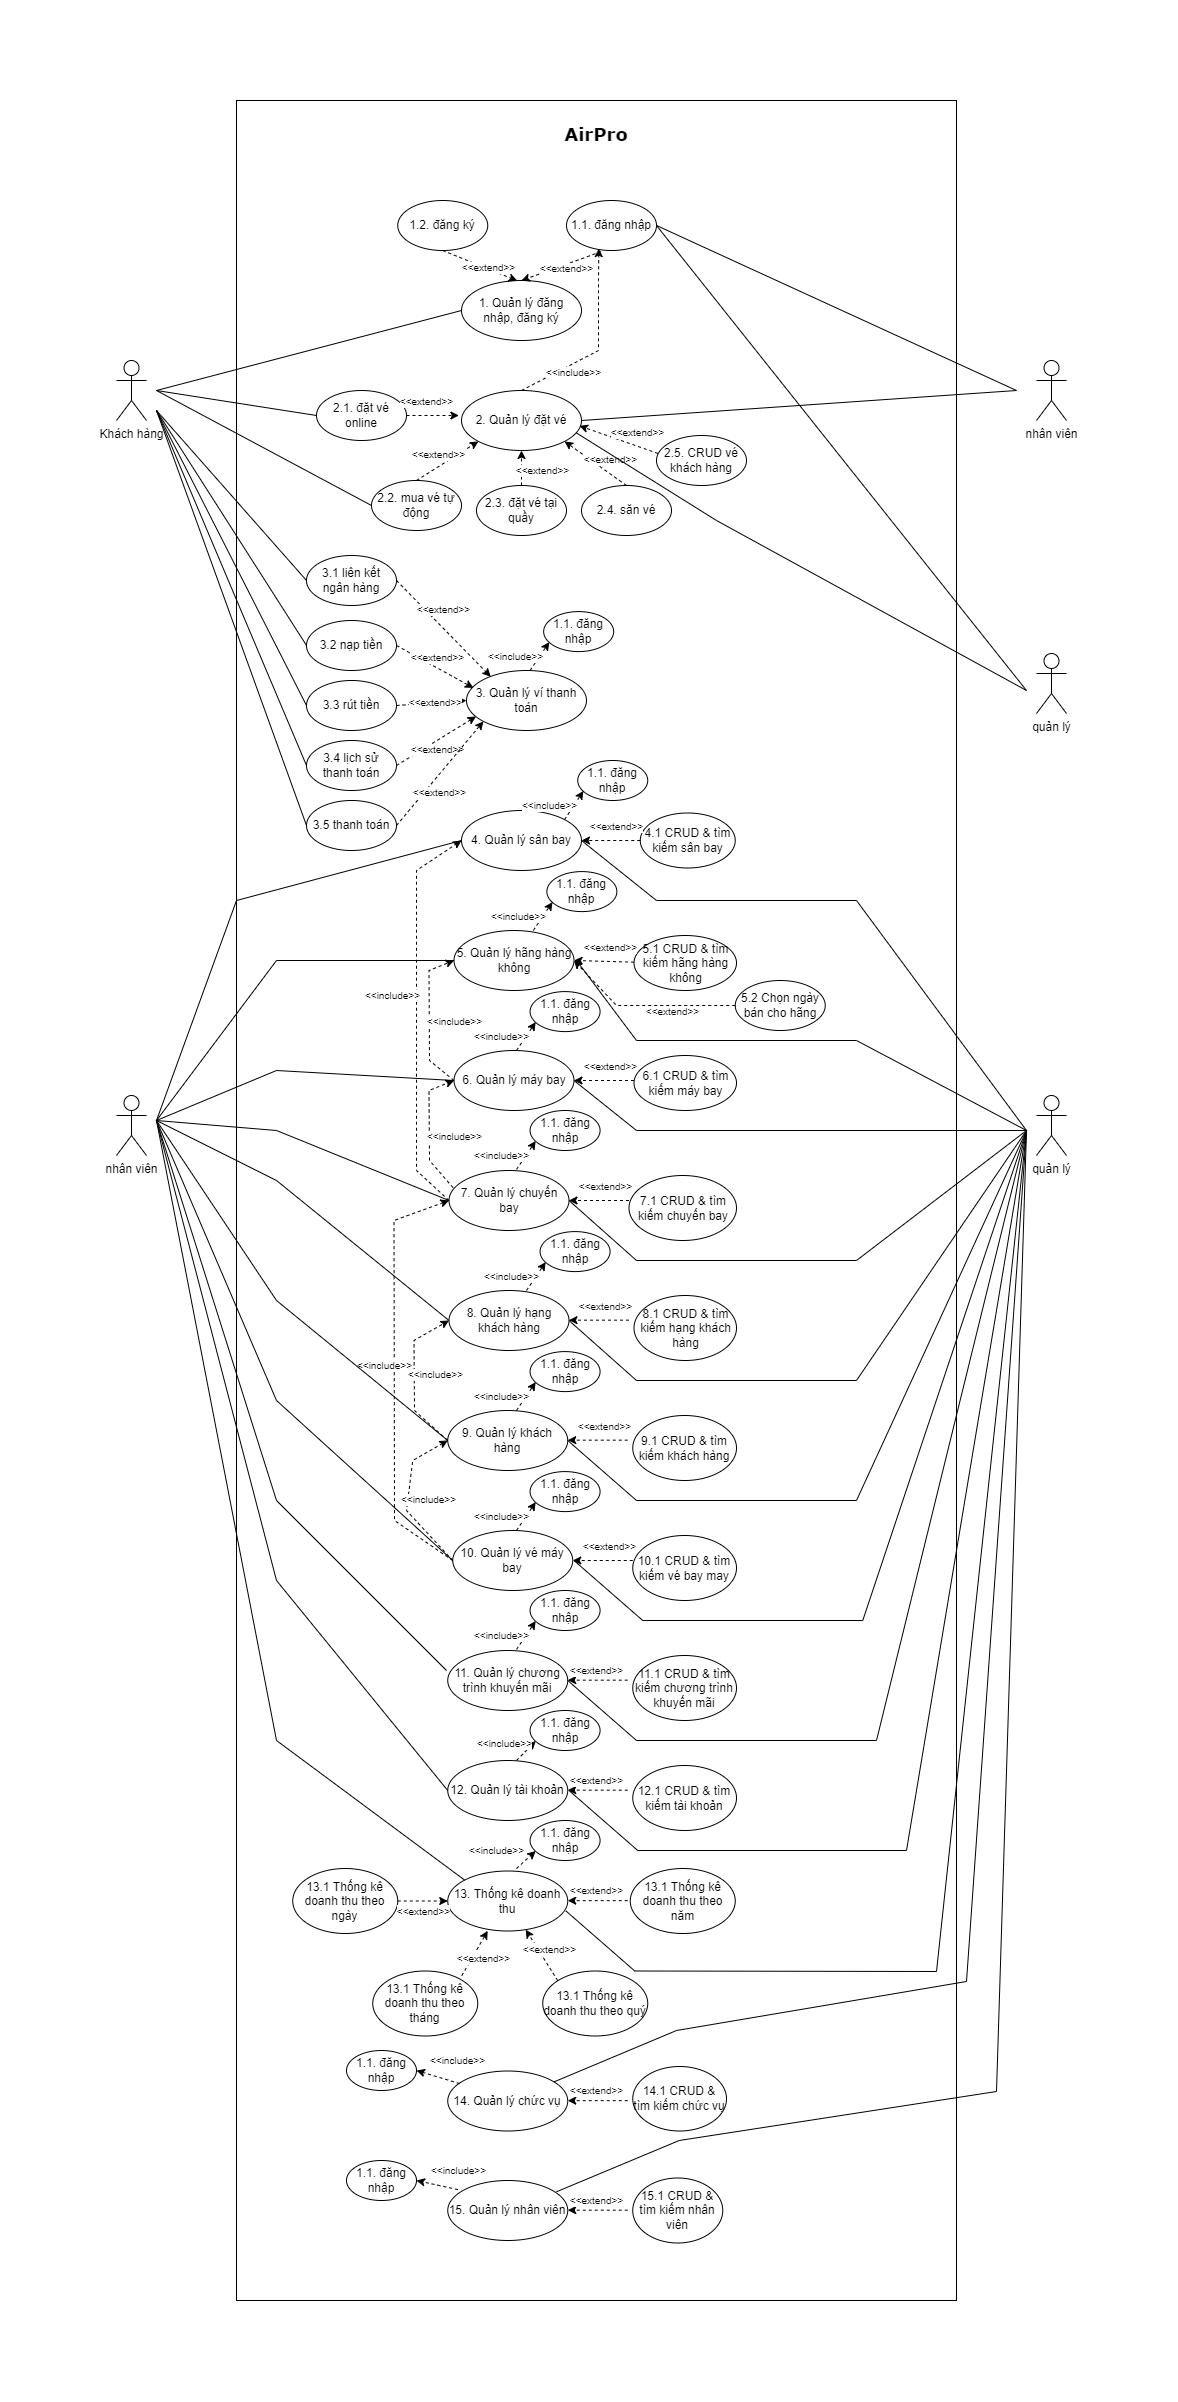 AirPro
1.2. đăng ký
1.1. đăng nhập
<<extend>>
<<extend>>
1. Quản lý đăng
nhập, đăng ký
<<include>>
Khách hàng
nhân viên
2.1. đặt vé
online
<<extend>>
2. Quản lý đặt vé
<<extend>>
2.5. CRUD vé
khách hàng
<<extend>>
<<extend>>
<<extend>>
2.2. mua vé tự
động
2.3. đặt vé tại
quầy
2.4. săn vé
3.1 liên kết
ngân hàng
<<extend>>
1.1. đăng
nhập
3.2 nạp tiền
<<extend>>
<<include>>
3.3 rút tiền
<<extend>>
3. Quản lý ví thanh
toán
quản lý
3.4 lịch sử
thanh toán
<<extend>>
3.5 thanh toán
<<extend>>
1.1. đăng
nhập
<<include>>
4. Quản lý sân bay
<<extend>>
4.1 CRUD & tìm
kiếm sân bay
1.1. đăng
nhập
<<include>>
5. Quản lý hãng hàng
không
<<extend>>
5.1 CRUD & tìm
kiếm hãng hàng
không
<<include>>
5.2 Chọn ngày
bán cho hãng
<<extend>>
1.1. đăng
nhập
<<include>>
<<include>>
6. Quản lý máy bay
<<extend>>
6.1 CRUD & tìm
kiếm máy bay
nhân viên
quản lý
1.1. đăng
nhập
<<include>>
<<include>>
7. Quản lý chuyến
bay
<<extend>>
7.1 CRUD & tìm
kiếm chuyến bay
1.1. đăng
nhập
<<include>>
8. Quản lý hạng
khách hàng
<<extend>>
8.1 CRUD & tìm
kiếm hạng khách
hàng
<<include>>
<<include>>
1.1. đăng
nhập
<<include>>
9. Quản lý khách
hàng
<<extend>>
9.1 CRUD & tìm
kiếm khách hàng
1.1. đăng
nhập
<<include>>
<<include>>
10. Quản lý vé máy
bay
<<extend>>
10.1 CRUD & tìm
kiếm vé bay may
1.1. đăng
nhập
<<include>>
11. Quản lý chương
trình khuyến mãi
<<extend>>
11.1 CRUD & tìm
kiếm chương trình
khuyến mãi
1.1. đăng
nhập
<<include>>
12. Quản lý tài khoản
<<extend>>
12.1 CRUD & tìm
kiếm tài khoản
1.1. đăng
nhập
<<include>>
13.1 Thống kê
doanh thu theo
ngày
<<extend>>
13. Thống kê doanh
thu
<<extend>>
13.1 Thống kê
doanh thu theo
năm
<<extend>>
<<extend>>
13.1 Thống kê
doanh thu theo
tháng
13.1 Thống kê
doanh thu theo quý
1.1. đăng
nhập
<<include>>
14. Quản lý chức vụ
<<extend>>
14.1 CRUD &
tìm kiếm chức vụ
1.1. đăng
nhập
<<include>>
15. Quản lý nhân viên
<<extend>>
15.1 CRUD &
tìm kiếm nhân
viên